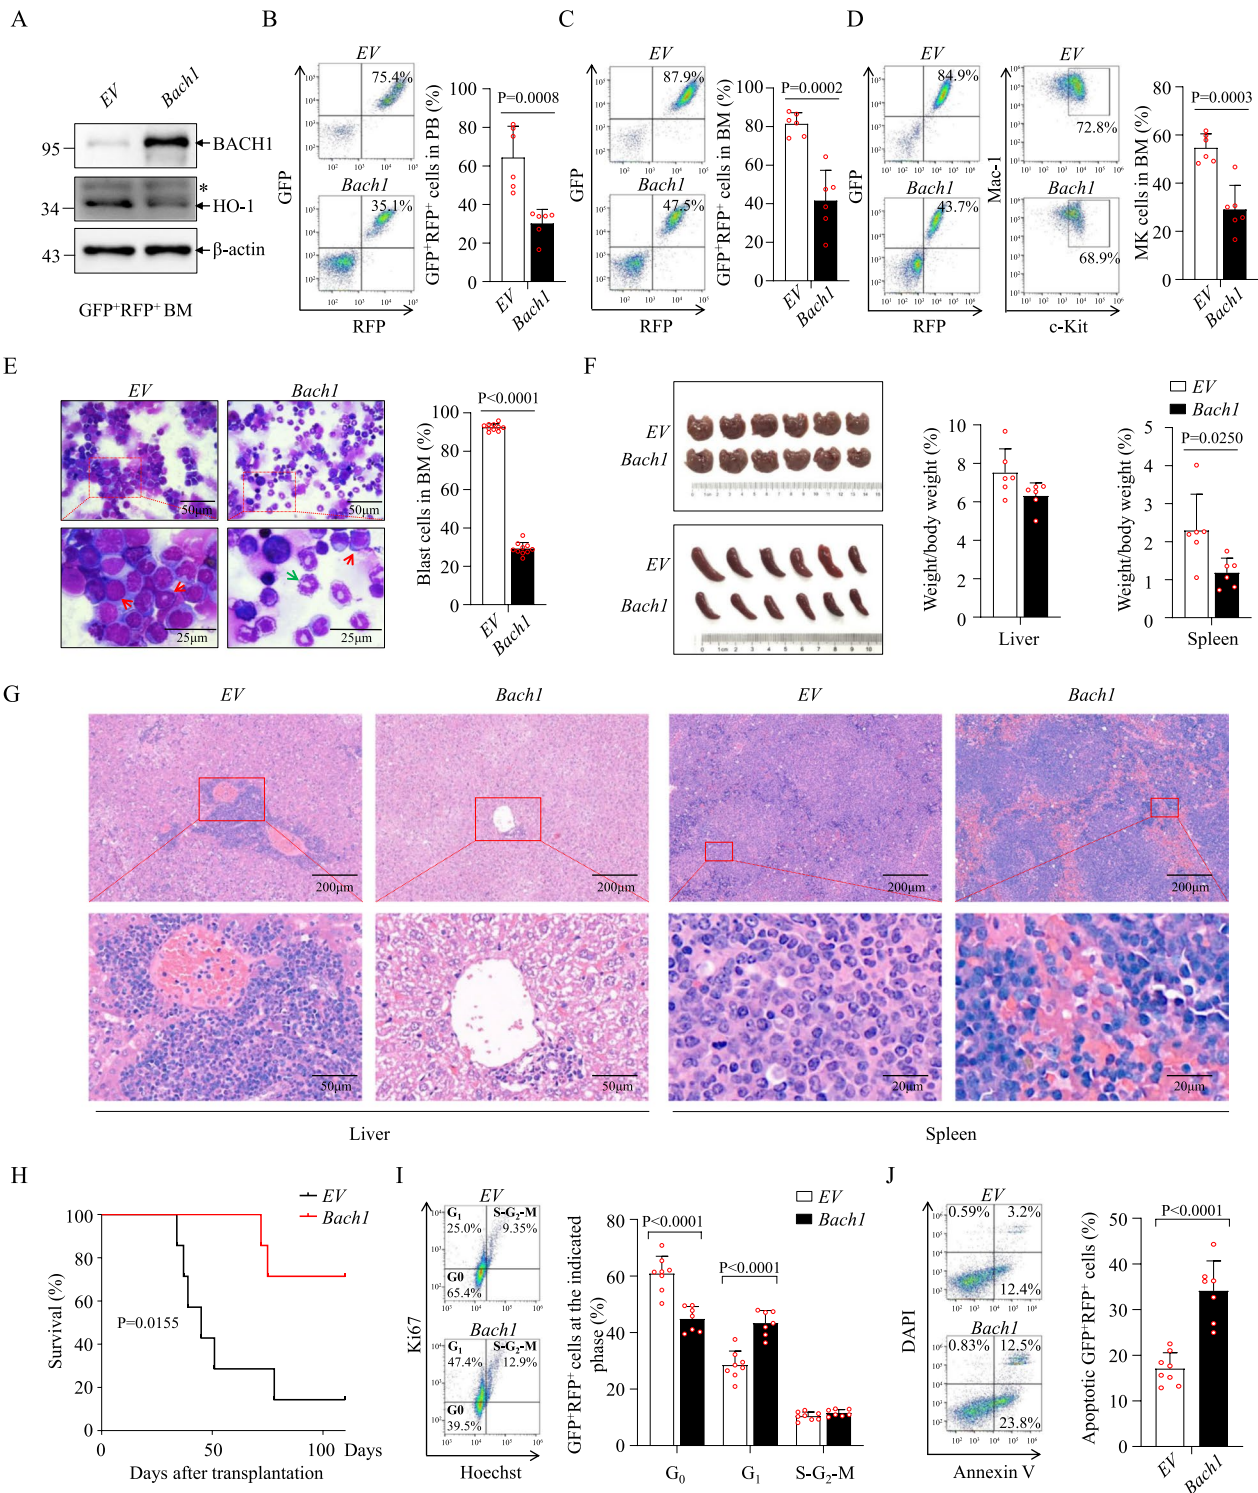 A
EV
Bach1
95
BACH1
*
34
HO-1
43
β-actin
GFP⁺RFP⁺ BM
B
EV
75.4%
Bach1
35.1%
GFP
RFP
GFP⁺RFP⁺ cells in PB (%)
P=0.0008
100
80
60
40
20
0
EV
Bach1
C
EV
87.9%
Bach1
47.5%
GFP
RFP
GFP⁺RFP⁺ cells in BM (%)
P=0.0002
100
80
60
40
20
0
EV
Bach1
D
EV
84.9%
Bach1
43.7%
GFP
RFP
EV
72.8%
Bach1
68.9%
Mac-1
c-Kit
MK cells in BM (%)
P=0.0003
80
60
40
20
0
EV
Bach1
E
EV
Bach1
50μm
50μm
25μm
25μm
Blast cells in BM (%)
P<0.0001
100
80
60
40
20
0
EV
Bach1
F
EV
Bach1
EV
Bach1
EV
Bach1
Weight/body weight (%)
10
8
6
4
2
0
Liver
Weight/body weight (%)
P=0.0250
5
4
3
2
1
0
Spleen
G
EV
Bach1
EV
Bach1
200μm
200μm
200μm
200μm
50μm
50μm
20μm
20μm
Liver
Spleen
H
EV
Bach1
Survival (%)
100
80
60
40
20
0
P=0.0155
0
50
100
Days
Days after transplantation
I
EV
G₁
25.0%
S-G₂-M
9.35%
G0
65.4%
Bach1
G₁
47.4%
S-G₂-M
12.9%
G0
39.5%
Ki67
Hoechst
EV
Bach1
GFP⁺RFP⁺ cells at the indicated
phase (%)
80
60
40
20
0
P<0.0001
P<0.0001
G₀
G₁
S-G₂-M
J
EV
0.59%
3.2%
12.4%
Bach1
0.83%
12.5%
23.8%
DAPI
Annexin V
Apoptotic GFP⁺RFP⁺ cells (%)
P<0.0001
50
40
30
20
10
0
EV
Bach1